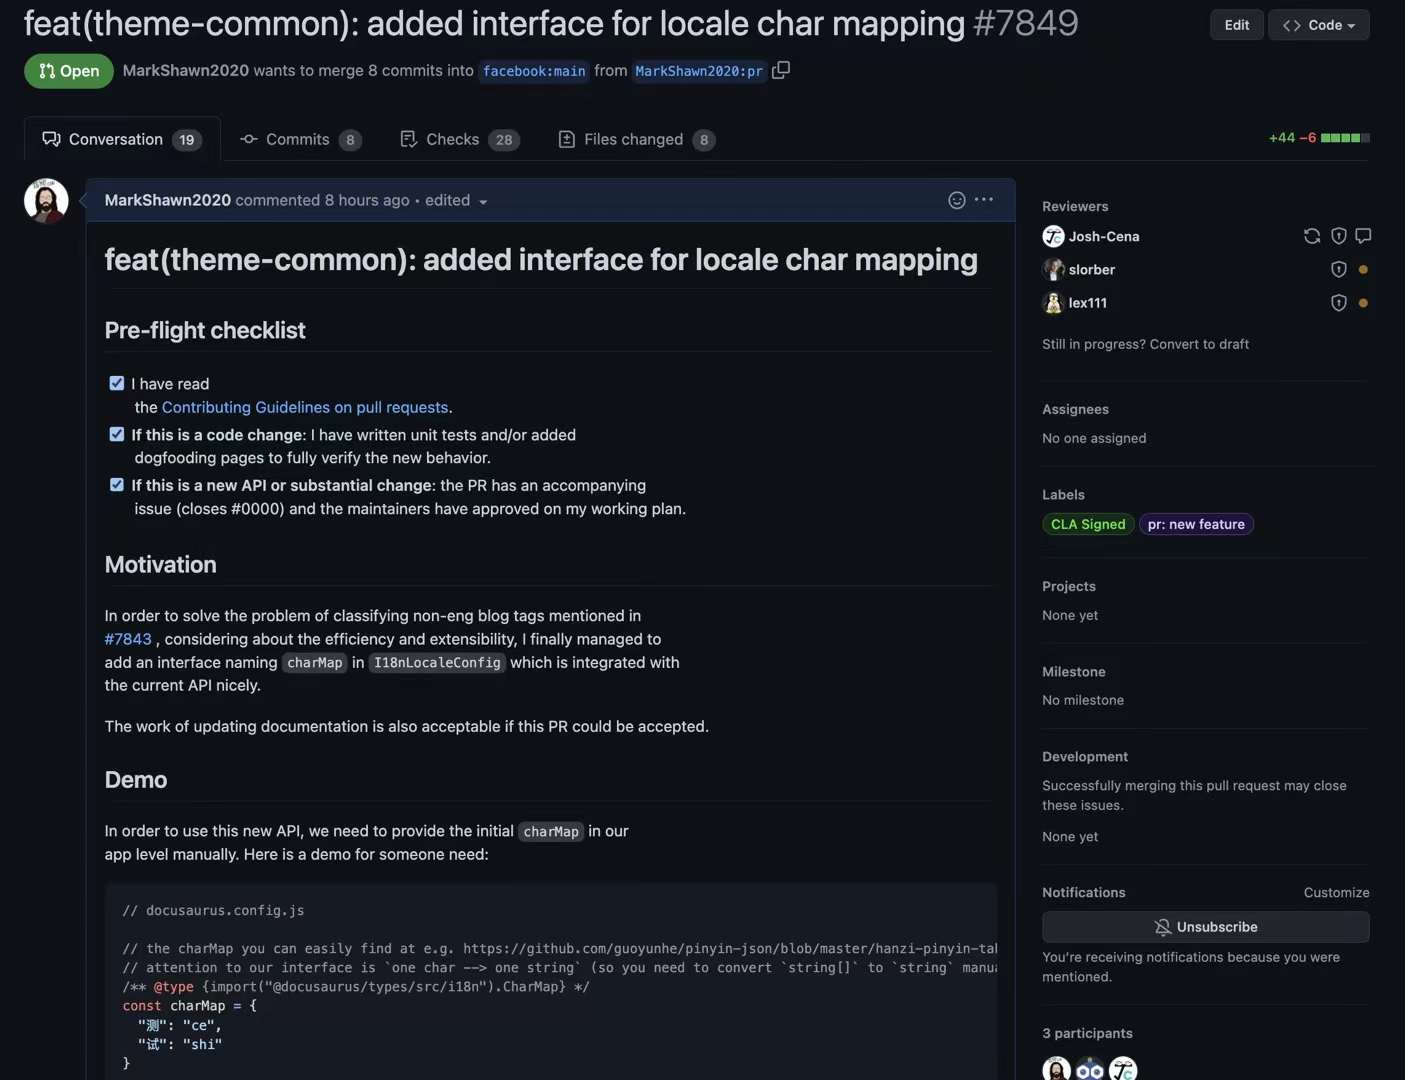 feat(theme-common): added interface for locale char mapping #7849
Edit
Code
Open
MarkShawn2020 wants to merge 8 commits into facebook:main from MarkShawn2020:pr
Conversation 19
Commits 8
Checks 28
Files changed 8
+44 −6
MarkShawn2020 commented 8 hours ago • edited
feat(theme-common): added interface for locale char mapping
Pre-flight checklist
I have read
the Contributing Guidelines on pull requests.
If this is a code change: I have written unit tests and/or added
dogfooding pages to fully verify the new behavior.
If this is a new API or substantial change: the PR has an accompanying
issue (closes #0000) and the maintainers have approved on my working plan.
Motivation
In order to solve the problem of classifying non-eng blog tags mentioned in
#7843 , considering about the efficiency and extensibility, I finally managed to
add an interface naming charMap in I18nLocaleConfig which is integrated with
the current API nicely.
The work of updating documentation is also acceptable if this PR could be accepted.
Demo
In order to use this new API, we need to provide the initial charMap in our
app level manually. Here is a demo for someone need:
// docusaurus.config.js
// the charMap you can easily find at e.g. https://github.com/guoyunhe/pinyin-json/blob/master/hanzi-pinyin-tab
// attention to our interface is `one char --> one string` (so you need to convert `string[]` to `string` manua
/** @type {import("@docusaurus/types/src/i18n").CharMap} */
const charMap = {
"测": "ce",
"试": "shi"
}
Reviewers
Josh-Cena
slorber
lex111
Still in progress? Convert to draft
Assignees
No one assigned
Labels
CLA Signed pr: new feature
Projects
None yet
Milestone
No milestone
Development
Successfully merging this pull request may close
these issues.
None yet
Notifications Customize
Unsubscribe
You're receiving notifications because you were
mentioned.
3 participants